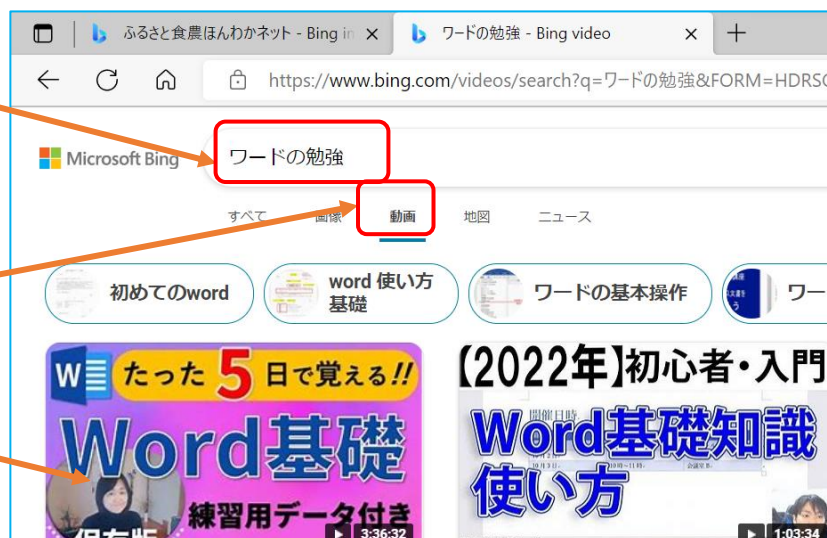 ふるさと食農ほんわかネット - Bing in
ワードの勉強 - Bing video
https://www.bing.com/videos/search?q=ワードの勉強&FORM=HDRSC
Microsoft Bing
ワードの勉強
すべて 画像 動画 地図 ニュース
初めてのword
word 使い方
基礎
ワードの基本操作
ワー
W たった 5 日で覚える!!
Word基礎
練習用データ付き
保存版
3:36:32
【2022年】初心者・入門
Word基礎知識
使い方
1:03:34